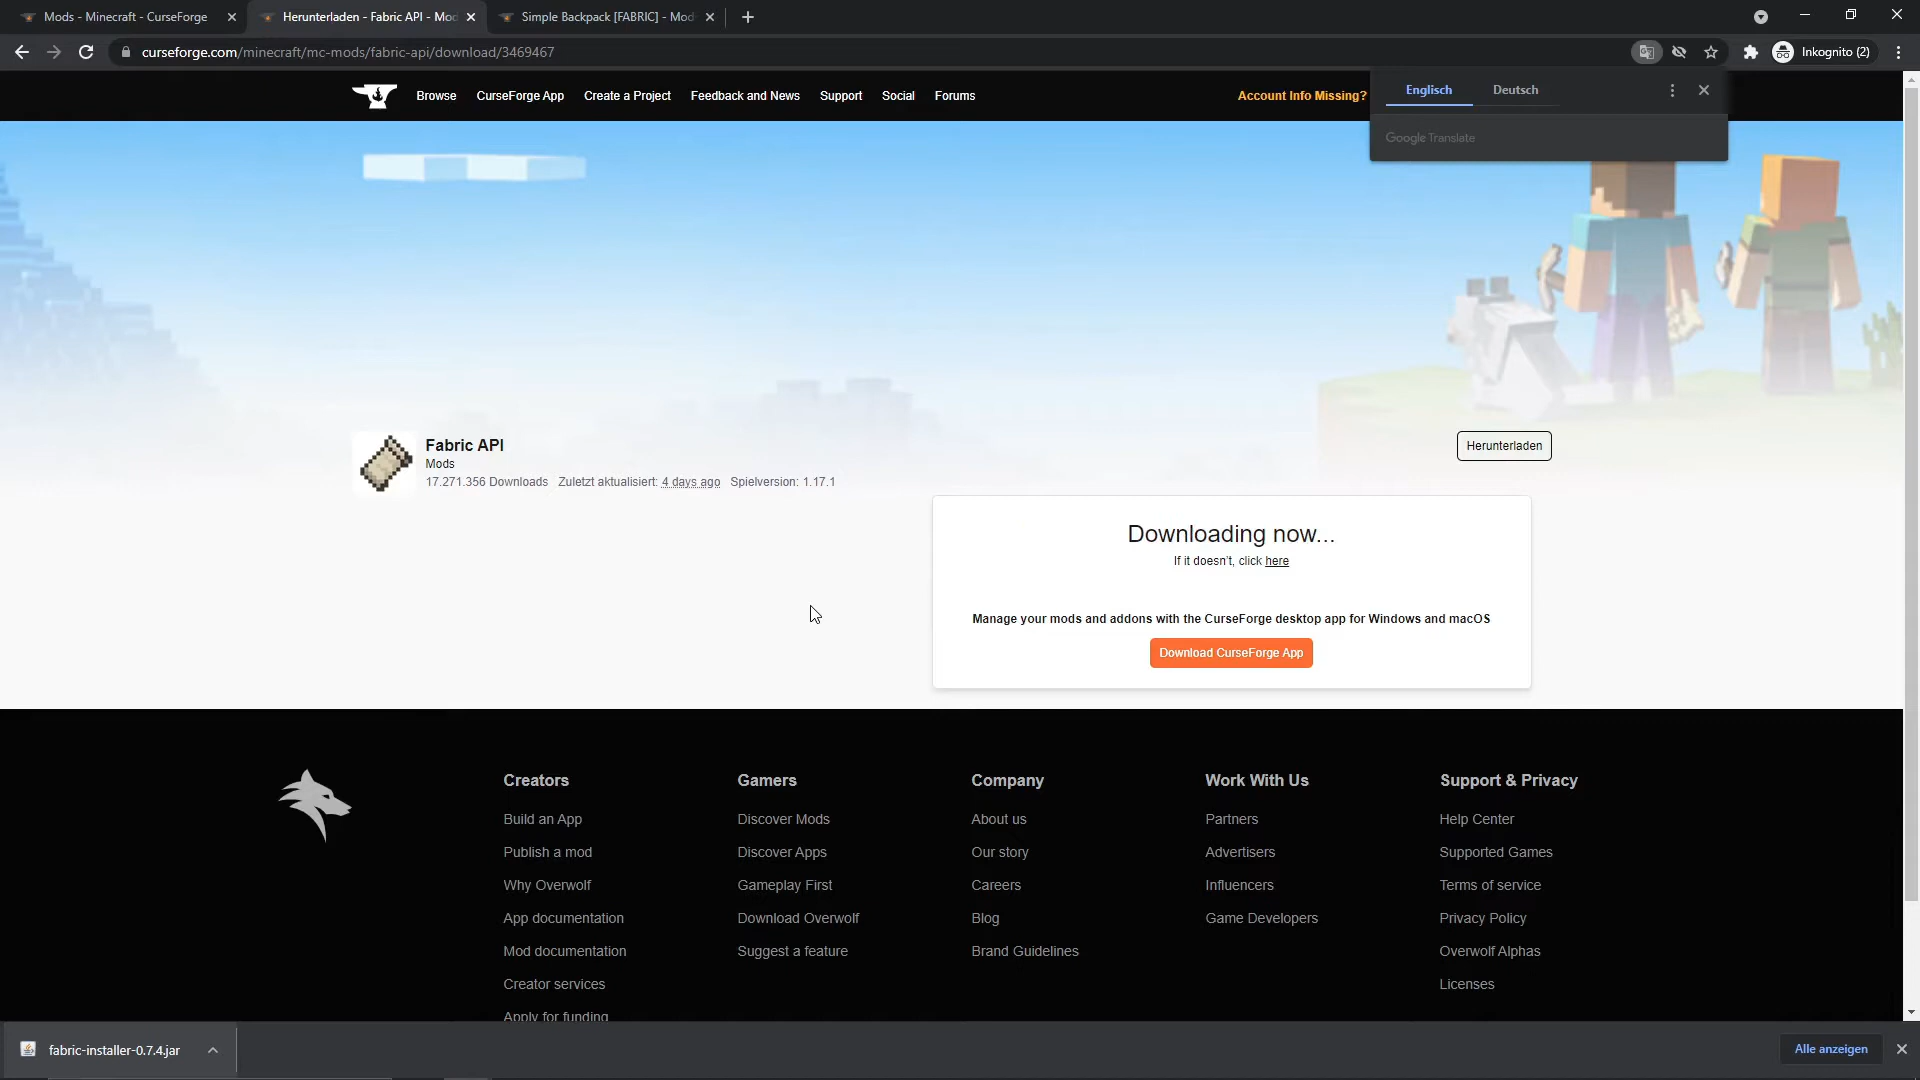 Mods - Minecraft - CurseForge
Herunterladen - Fabric API - Mod
Simple Backpack [FABRIC] - Mod
curseforge.com/minecraft/mc-mods/fabric-api/download/3469467
Inkognito (2)
Browse
CurseForge App
Create a Project
Feedback and News
Support
Social
Forums
Account Info Missing?
Englisch
Deutsch
Google Translate
Fabric API
Mods
17.271.356 Downloads Zuletzt aktualisiert: 4 days ago Spielversion: 1.17.1
Herunterladen
Downloading now...
If it doesn't, click here
Manage your mods and addons with the CurseForge desktop app for Windows and macOS
Download CurseForge App
Creators
Build an App
Publish a mod
Why Overwolf
App documentation
Mod documentation
Creator services
Apply for funding
Gamers
Discover Mods
Discover Apps
Gameplay First
Download Overwolf
Suggest a feature
Company
About us
Our story
Careers
Blog
Brand Guidelines
Work With Us
Partners
Advertisers
Influencers
Game Developers
Support & Privacy
Help Center
Supported Games
Terms of service
Privacy Policy
Overwolf Alphas
Licenses
fabric-installer-0.7.4.jar
Alle anzeigen